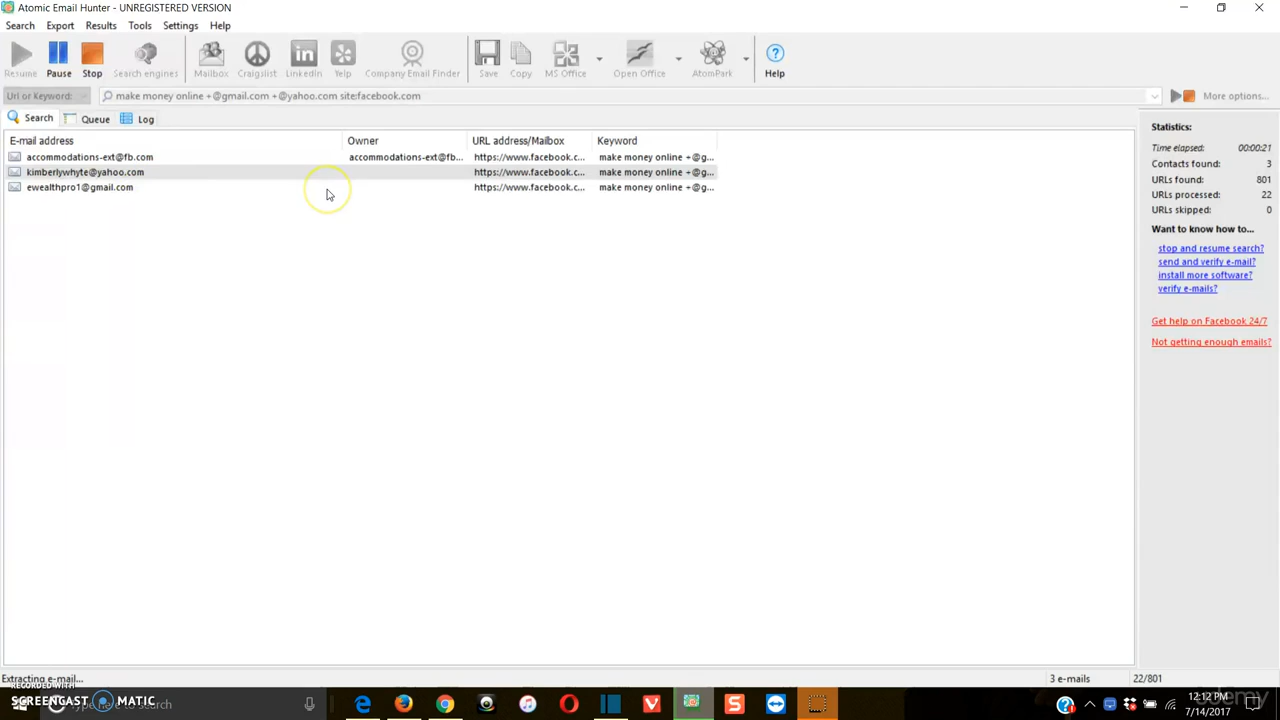 Atomic Email Hunter - UNREGISTERED VERSION
Search Export Results Tools Settings Help
Resume Pause Stop Search engines Mailbox Craigslist LinkedIn Yelp Company Email Finder Save Copy MS Office Open Office AtomPark Help
Url or Keyword: make money online +@gmail.com +@yahoo.com site:facebook.com More options...
Search Queue Log
E-mail address Owner URL address/Mailbox Keyword
accommodations-ext@fb.com accommodations-ext@fb... https://www.facebook.c... make money online +@g...
kimberlywhyte@yahoo.com https://www.facebook.c... make money online +@g...
ewealthpro1@gmail.com https://www.facebook.c... make money online +@g...
Statistics:
Time elapsed: 00:00:21
Contacts found: 3
URLs found: 801
URLs processed: 22
URLs skipped: 0
Want to know how to...
stop and resume search?
send and verify e-mail?
install more software?
verify e-mails?
Get help on Facebook 24/7
Not getting enough emails?
Extracting e-mail... 3 e-mails 22/801
RECORDED WITH
SCREENCAST MATIC
Type here to search
12:12 PM
7/14/2017